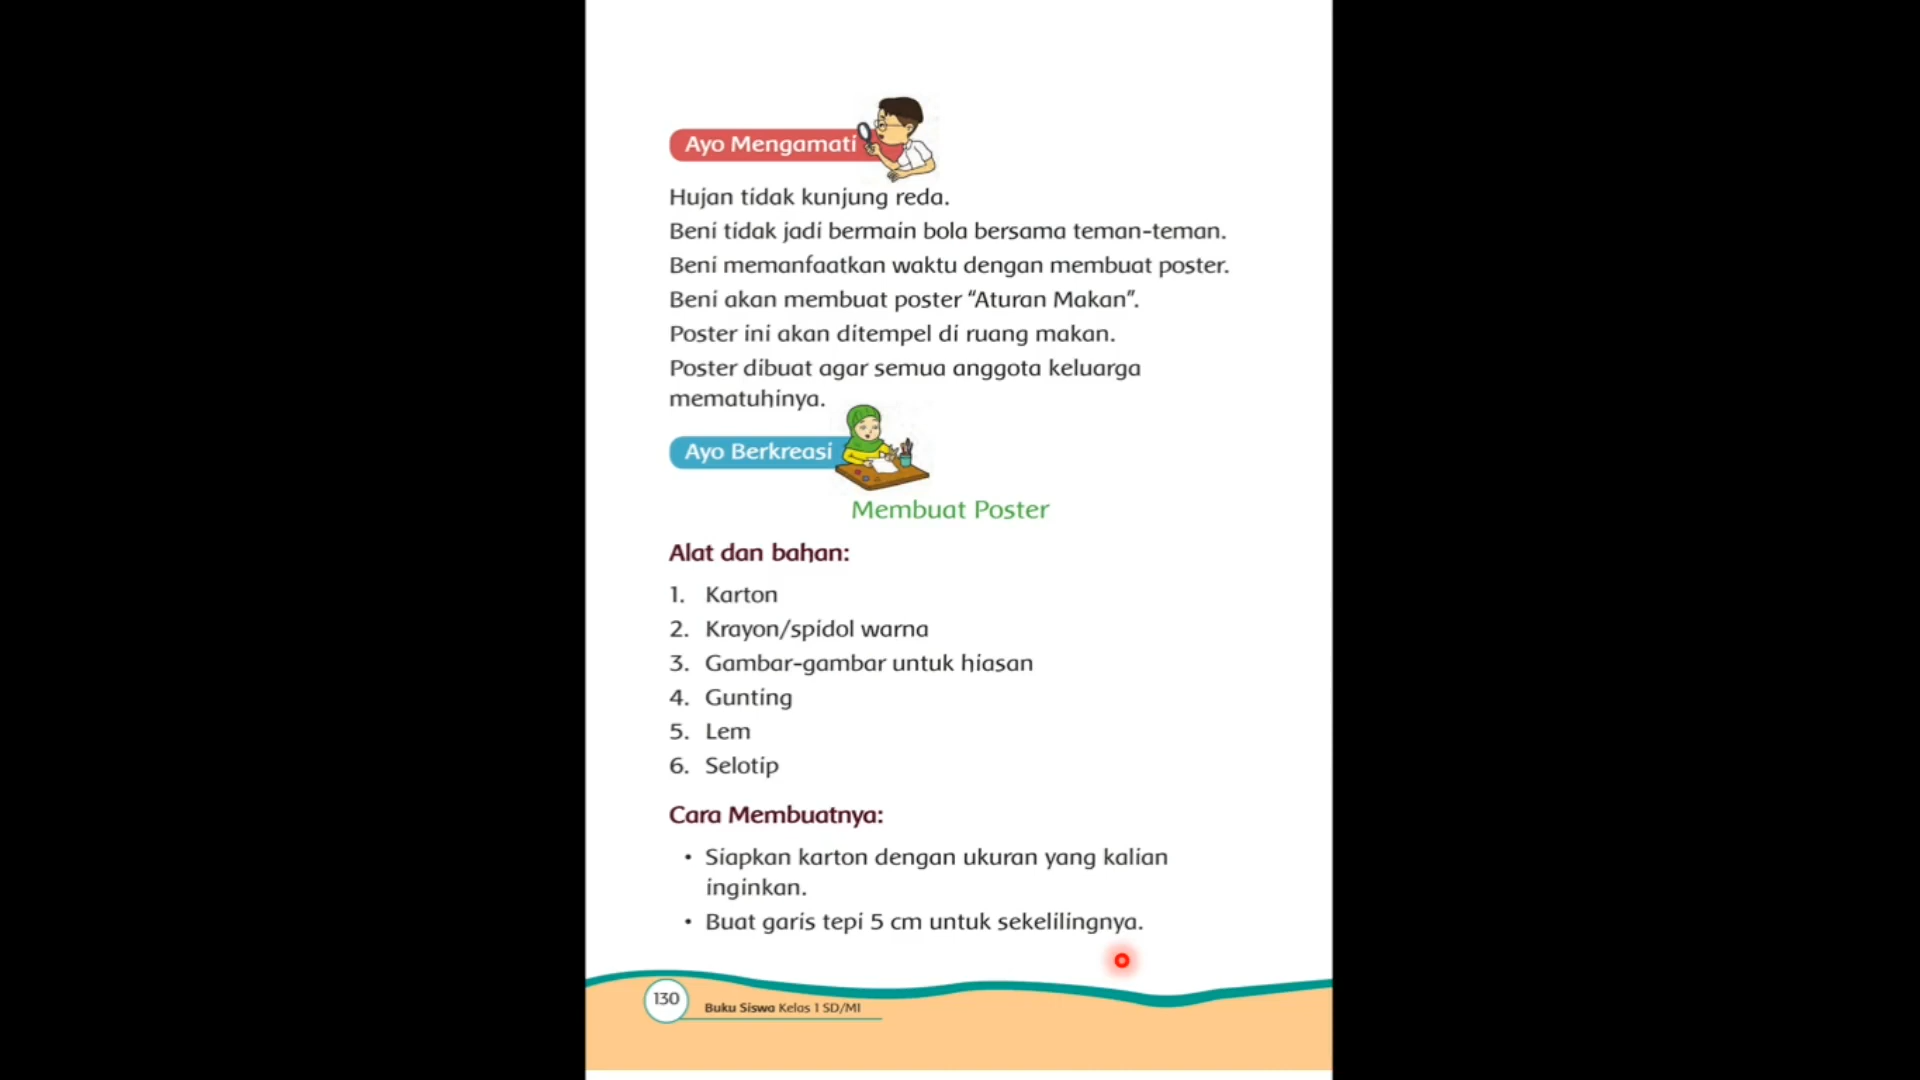 Ayo Mengamati
Hujan tidak kunjung reda.
Beni tidak jadi bermain bola bersama teman-teman.
Beni memanfaatkan waktu dengan membuat poster.
Beni akan membuat poster “Aturan Makan”.
Poster ini akan ditempel di ruang makan.
Poster dibuat agar semua anggota keluarga
mematuhinya.
Ayo Berkreasi
Membuat Poster
Alat dan bahan:
1. Karton
2. Krayon/spidol warna
3. Gambar-gambar untuk hiasan
4. Gunting
5. Lem
6. Selotip
Cara Membuatnya:
• Siapkan karton dengan ukuran yang kalian
inginkan.
• Buat garis tepi 5 cm untuk sekelilingnya.
130
Buku Siswa Kelas 1 SD/MI